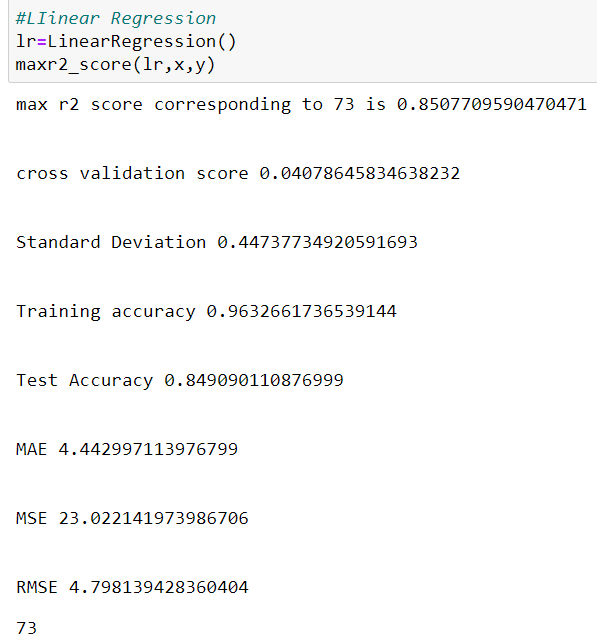 #LIinear Regression
lr=LinearRegression()
maxr2_score(lr,x,y)
max r2 score corresponding to 73 is 0.8507709590470471
cross validation score 0.04078645834638232
Standard Deviation 0.44737734920591693
Training accuracy 0.9632661736539144
Test Accuracy 0.849090110876999
MAE 4.442997113976799
MSE 23.022141973986706
RMSE 4.798139428360404
73